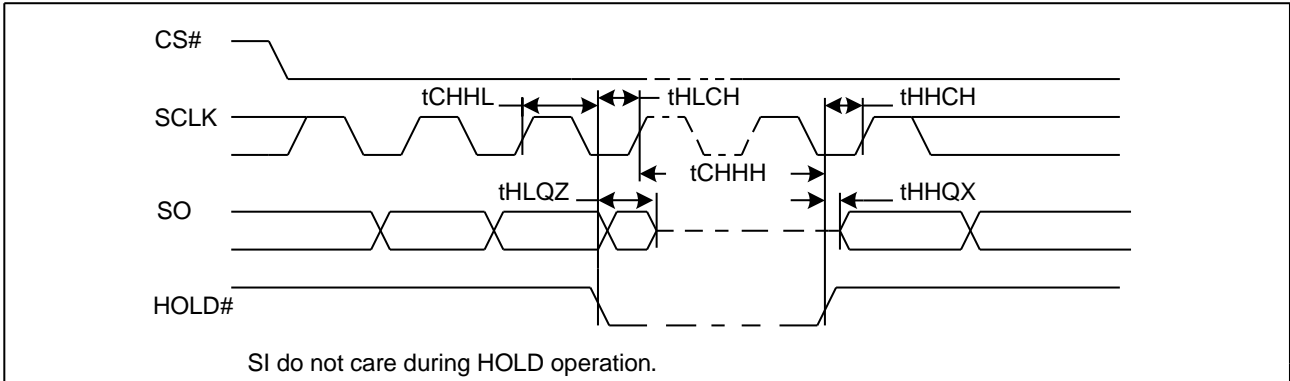 CS#
tCHHL
tHLCH
tHHCH
SCLK
tCHHH
tHLQZ
tHHQX
SO
HOLD#
SI do not care during HOLD operation.